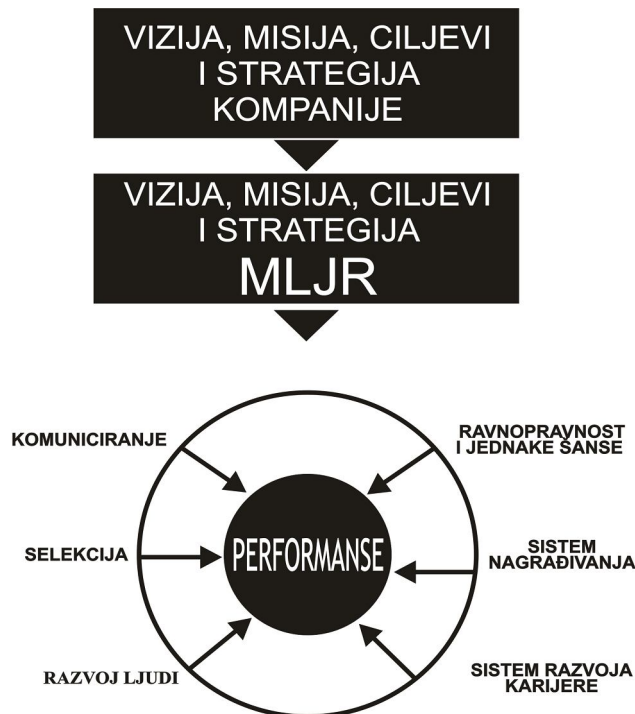 VIZIJA, MISIJA, CILJEVI
I STRATEGIJA
KOMPANIJE
VIZIJA, MISIJA, CILJEVI
I STRATEGIJA
MLJR
KOMUNICIRANJE
RAVNOPRAVNOST
I JEDNAKE ŠANSE
SELEKCIJA
PERFORMANSE
SISTEM
NAGRAĐIVANJA
RAZVOJ LJUDI
SISTEM RAZVOJA
KARIJERE